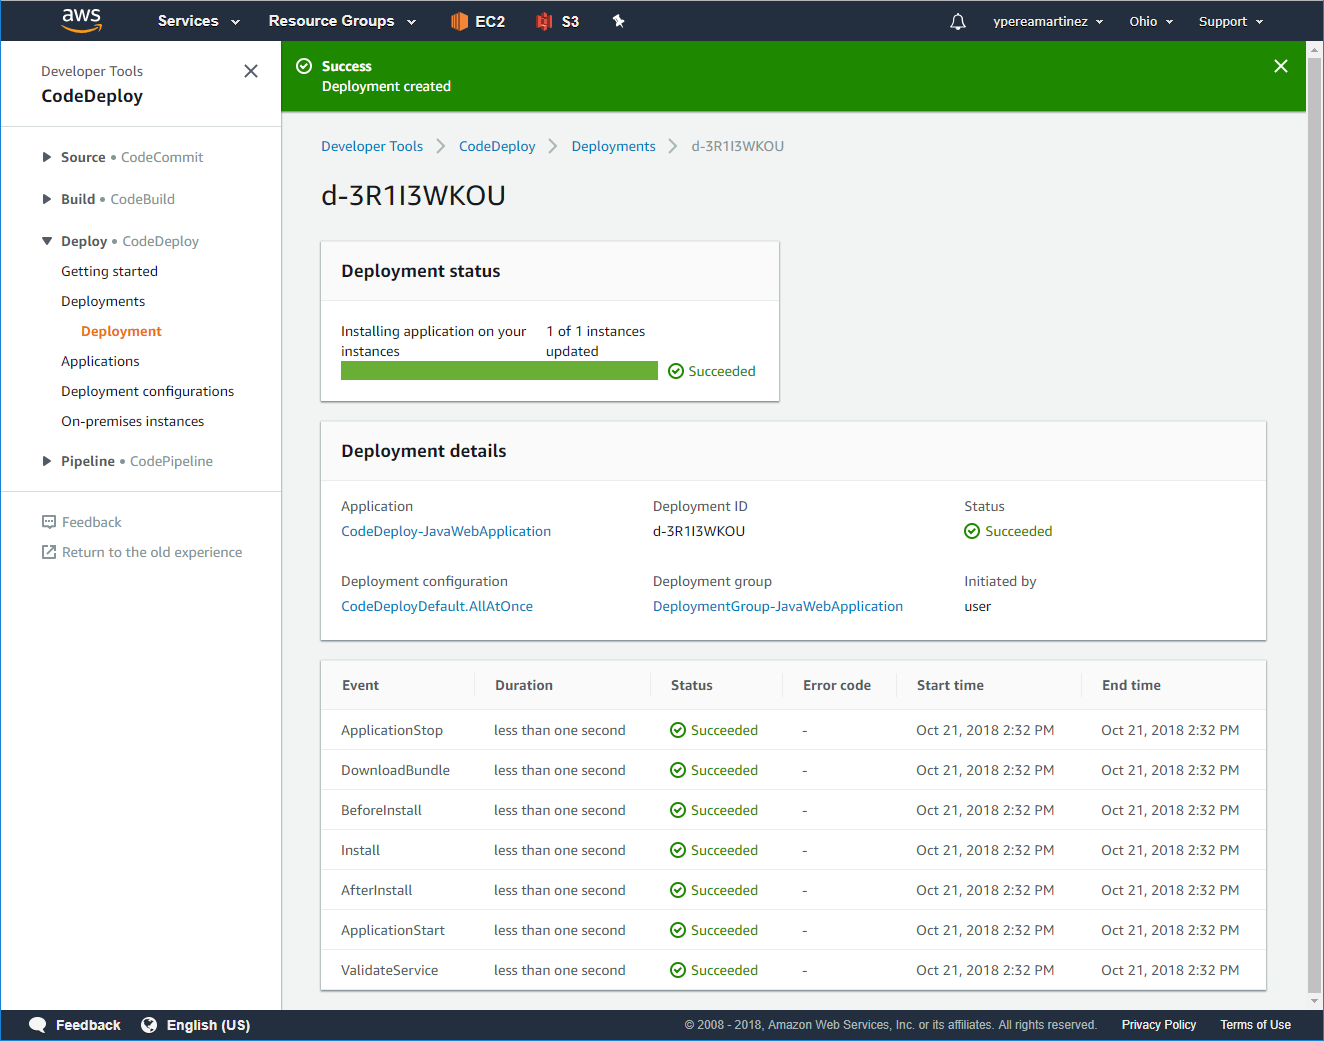 aws Services Resource Groups EC2 S3 ypereamartinez Ohio Support
Developer Tools
CodeDeploy
Source • CodeCommit
Build • CodeBuild
Deploy • CodeDeploy
Getting started
Deployments
Deployment
Applications
Deployment configurations
On-premises instances
Pipeline • CodePipeline
Feedback
Return to the old experience
Success
Deployment created
Developer Tools CodeDeploy Deployments d-3R1I3WKOU
d-3R1I3WKOU
Deployment status
Installing application on your
instances
1 of 1 instances
updated
Succeeded
Deployment details
Application Deployment ID Status
CodeDeploy-JavaWebApplication d-3R1I3WKOU Succeeded
Deployment configuration Deployment group Initiated by
CodeDeployDefault.AllAtOnce DeploymentGroup-JavaWebApplication user
Event Duration Status Error code Start time End time
ApplicationStop less than one second Succeeded - Oct 21, 2018 2:32 PM Oct 21, 2018 2:32 PM
DownloadBundle less than one second Succeeded - Oct 21, 2018 2:32 PM Oct 21, 2018 2:32 PM
BeforeInstall less than one second Succeeded - Oct 21, 2018 2:32 PM Oct 21, 2018 2:32 PM
Install less than one second Succeeded - Oct 21, 2018 2:32 PM Oct 21, 2018 2:32 PM
AfterInstall less than one second Succeeded - Oct 21, 2018 2:32 PM Oct 21, 2018 2:32 PM
ApplicationStart less than one second Succeeded - Oct 21, 2018 2:32 PM Oct 21, 2018 2:32 PM
ValidateService less than one second Succeeded - Oct 21, 2018 2:32 PM Oct 21, 2018 2:32 PM
Feedback English (US) © 2008 - 2018, Amazon Web Services, Inc. or its affiliates. All rights reserved. Privacy Policy Terms of Use